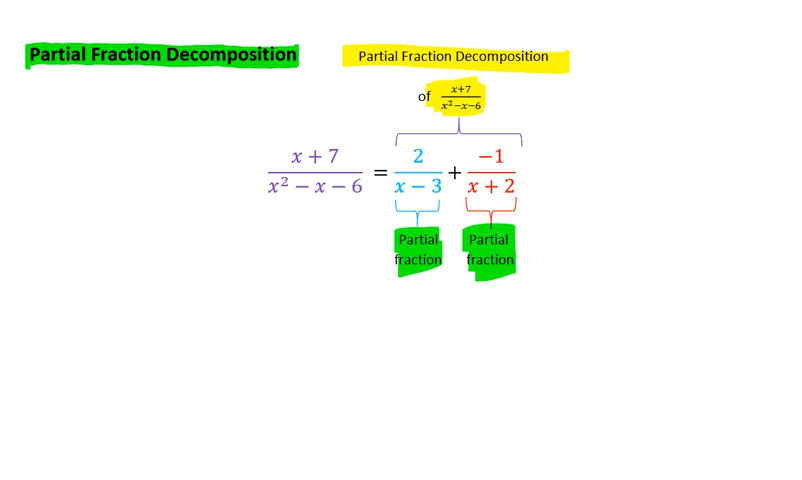 Partial Fraction Decomposition
Partial Fraction Decomposition
of x+7/x²−x−6
x + 7/x² − x − 6 = 2/x − 3 + −1/x + 2
Partial fraction
Partial fraction